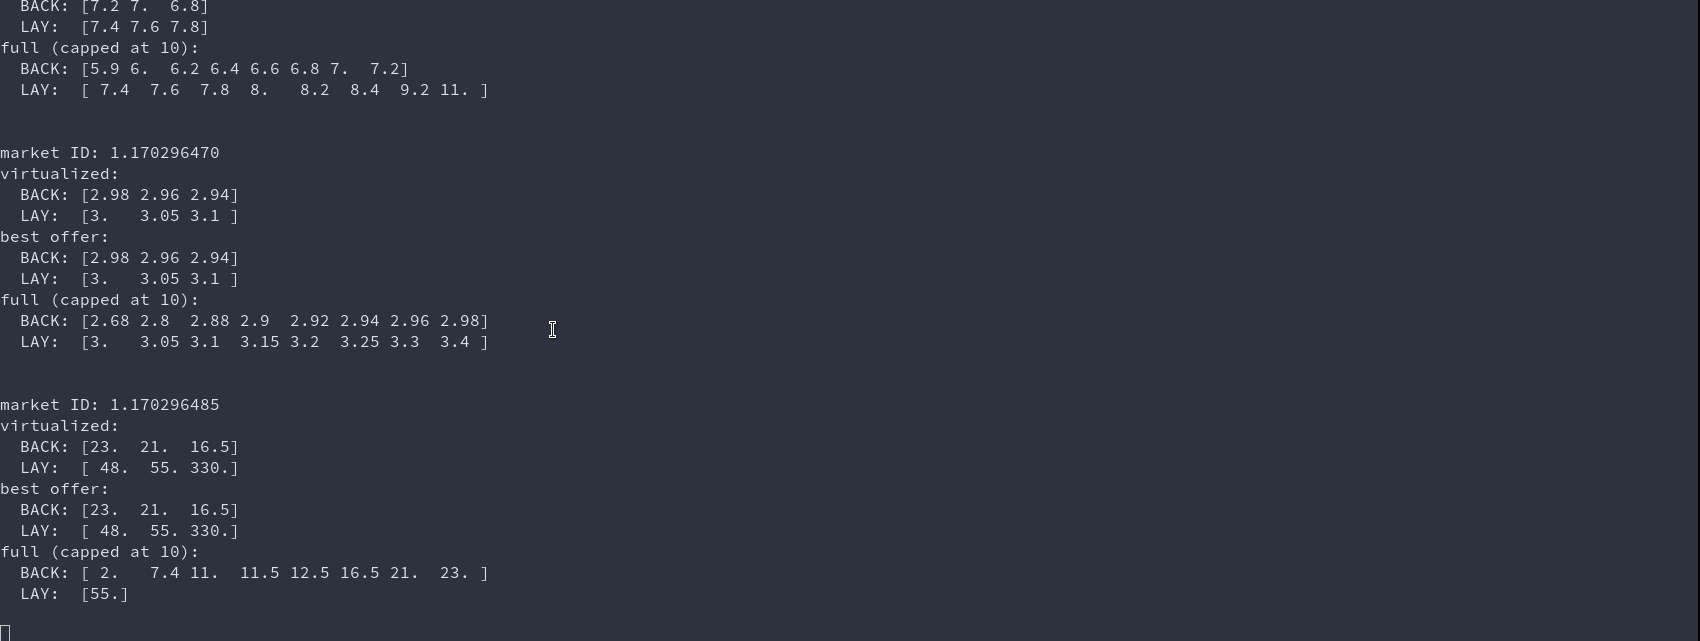 BACK: [7.2 7.  6.8]
LAY:  [7.4 7.6 7.8]
full (capped at 10):
BACK: [5.9 6.  6.2 6.4 6.6 6.8 7.  7.2]
LAY:  [ 7.4  7.6  7.8  8.   8.2  8.4  9.2 11. ]
market ID: 1.170296470
virtualized:
BACK: [2.98 2.96 2.94]
LAY:  [3.   3.05 3.1 ]
best offer:
BACK: [2.98 2.96 2.94]
LAY:  [3.   3.05 3.1 ]
full (capped at 10):
BACK: [2.68 2.8  2.88 2.9  2.92 2.94 2.96 2.98]
LAY:  [3.   3.05 3.1  3.15 3.2  3.25 3.3  3.4 ]
market ID: 1.170296485
virtualized:
BACK: [23.  21.  16.5]
LAY:  [ 48.  55. 330.]
best offer:
BACK: [23.  21.  16.5]
LAY:  [ 48.  55. 330.]
full (capped at 10):
BACK: [ 2.   7.4 11.  11.5 12.5 16.5 21.  23. ]
LAY:  [55.]